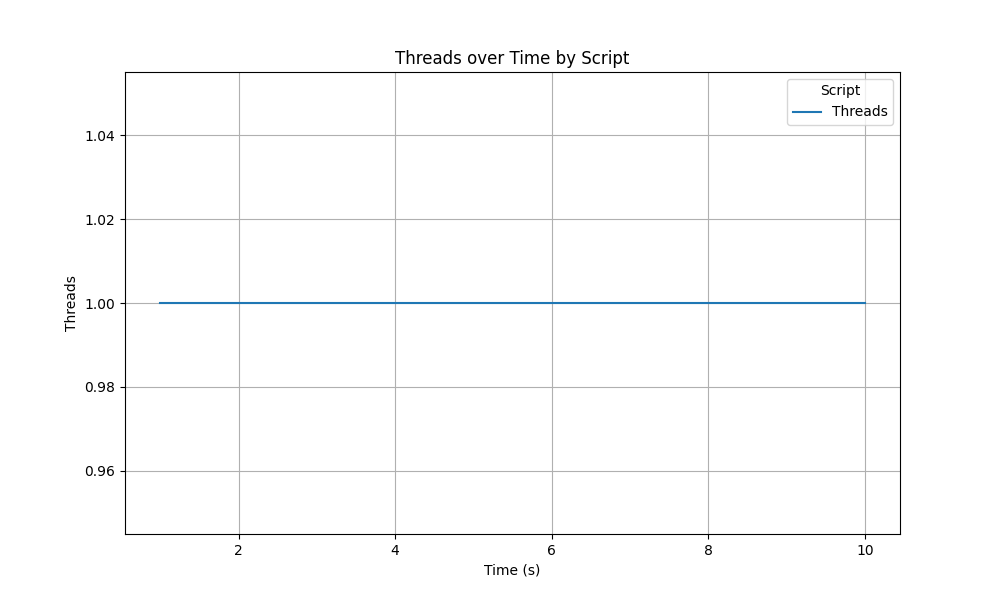 Threads over Time by Script
Script
Threads
1.04
1.02
1.00
0.98
0.96
Threads
2 4 6 8 10
Time (s)